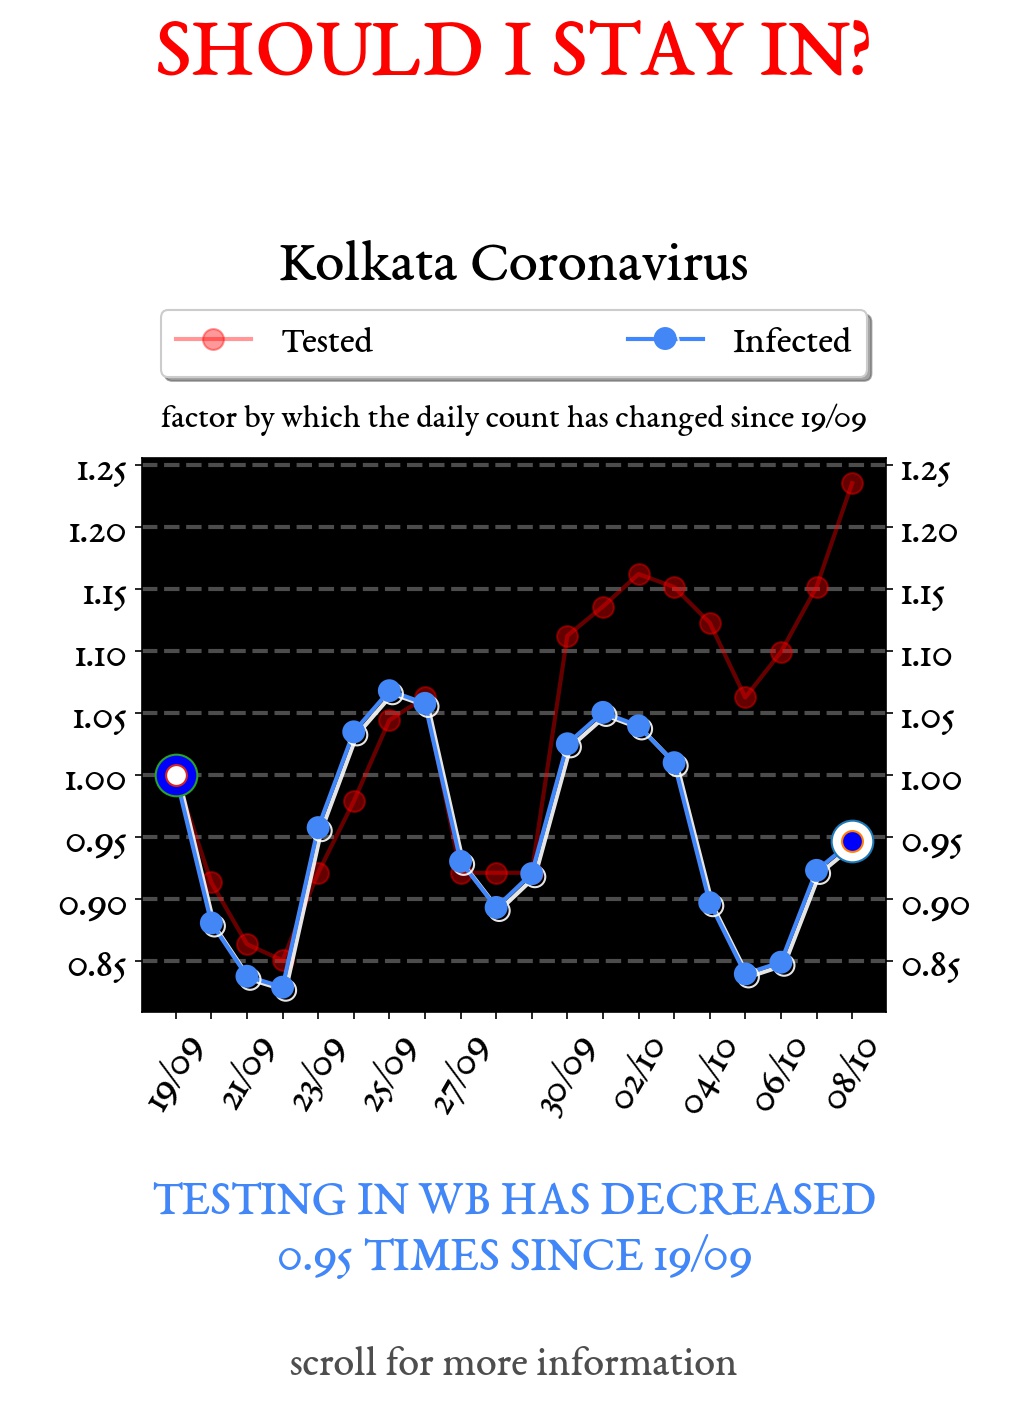 SHOULD I STAY IN?
Kolkata Coronavirus
Tested Infected
factor by which the daily count has changed since 19/09
1.25 1.25
1.20 1.20
1.15 1.15
1.10 1.10
1.05 1.05
1.00 1.00
0.95 0.95
0.90 0.90
0.85 0.85
19/09 21/09 23/09 25/09 27/09 30/09 02/10 04/10 06/10 08/10
TESTING IN WB HAS DECREASED
0.95 TIMES SINCE 19/09
scroll for more information